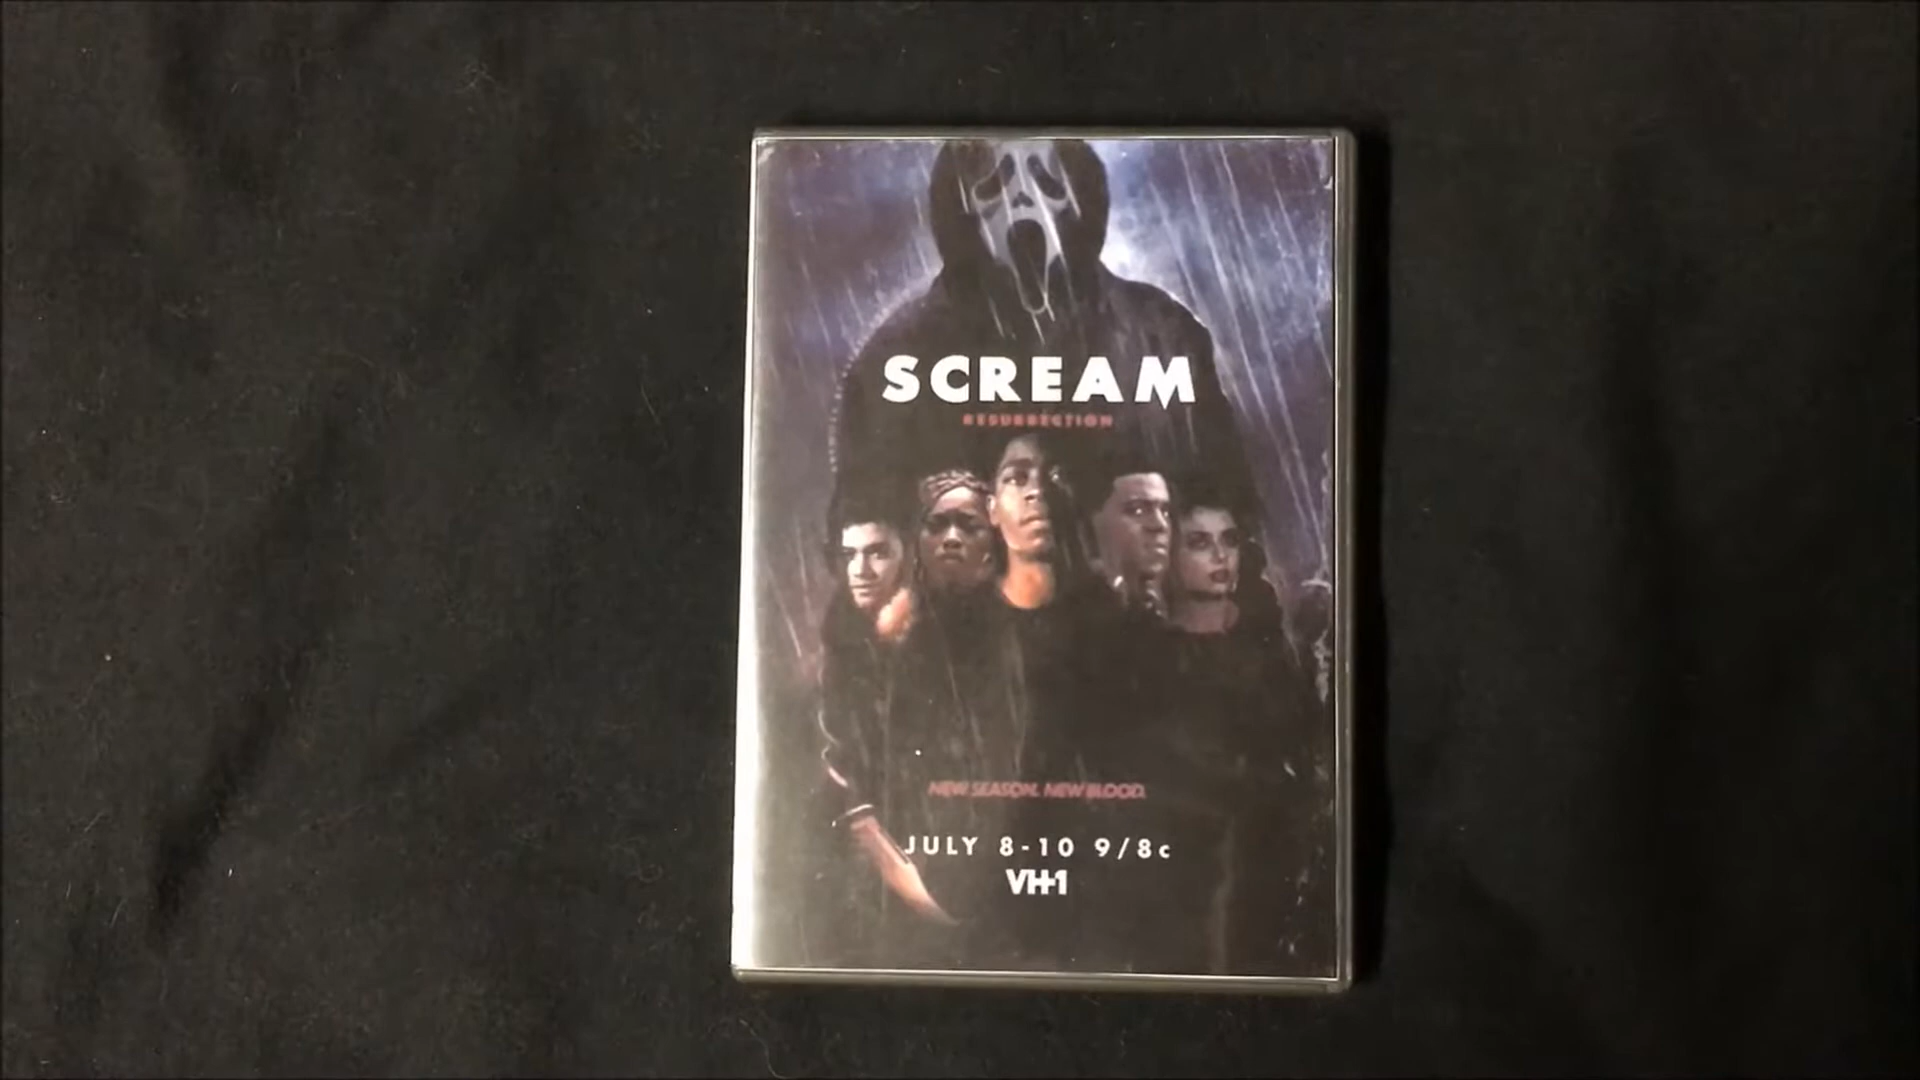 SCREAM
RESURRECTION
NEW SEASON. NEW BLOOD.
JULY 8-10 9/8c
VH1